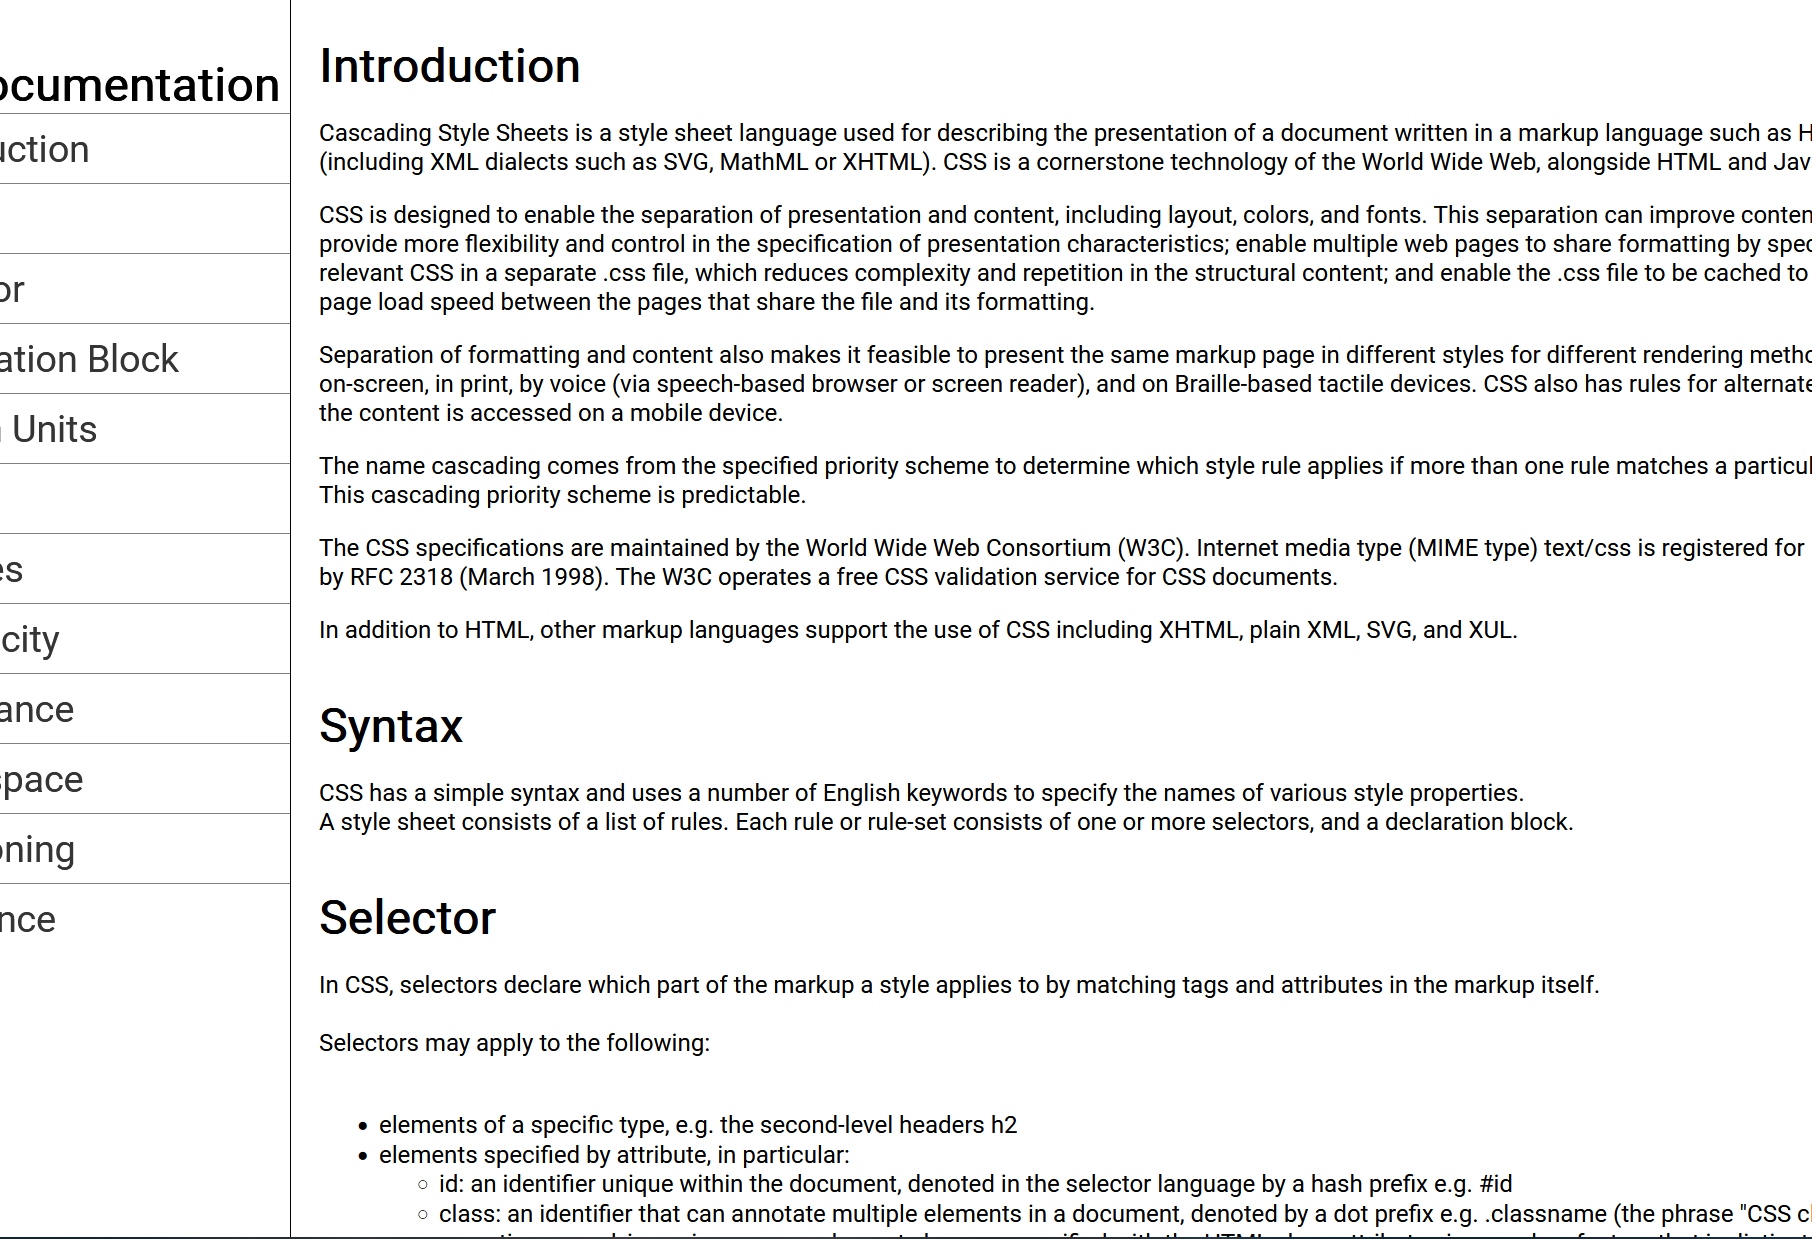 ocumentation
uction
or
ation Block
Units
es
city
ance
space
oning
nce
Introduction
Cascading Style Sheets is a style sheet language used for describing the presentation of a document written in a markup language such as H
(including XML dialects such as SVG, MathML or XHTML). CSS is a cornerstone technology of the World Wide Web, alongside HTML and Jav
CSS is designed to enable the separation of presentation and content, including layout, colors, and fonts. This separation can improve conten
provide more flexibility and control in the specification of presentation characteristics; enable multiple web pages to share formatting by spec
relevant CSS in a separate .css file, which reduces complexity and repetition in the structural content; and enable the .css file to be cached to
page load speed between the pages that share the file and its formatting.
Separation of formatting and content also makes it feasible to present the same markup page in different styles for different rendering metho
on-screen, in print, by voice (via speech-based browser or screen reader), and on Braille-based tactile devices. CSS also has rules for alternate
the content is accessed on a mobile device.
The name cascading comes from the specified priority scheme to determine which style rule applies if more than one rule matches a particul
This cascading priority scheme is predictable.
The CSS specifications are maintained by the World Wide Web Consortium (W3C). Internet media type (MIME type) text/css is registered for
by RFC 2318 (March 1998). The W3C operates a free CSS validation service for CSS documents.
In addition to HTML, other markup languages support the use of CSS including XHTML, plain XML, SVG, and XUL.
Syntax
CSS has a simple syntax and uses a number of English keywords to specify the names of various style properties.
A style sheet consists of a list of rules. Each rule or rule-set consists of one or more selectors, and a declaration block.
Selector
In CSS, selectors declare which part of the markup a style applies to by matching tags and attributes in the markup itself.
Selectors may apply to the following:
• elements of a specific type, e.g. the second-level headers h2
• elements specified by attribute, in particular:
○ id: an identifier unique within the document, denoted in the selector language by a hash prefix e.g. #id
○ class: an identifier that can annotate multiple elements in a document, denoted by a dot prefix e.g. .classname (the phrase "CSS cl